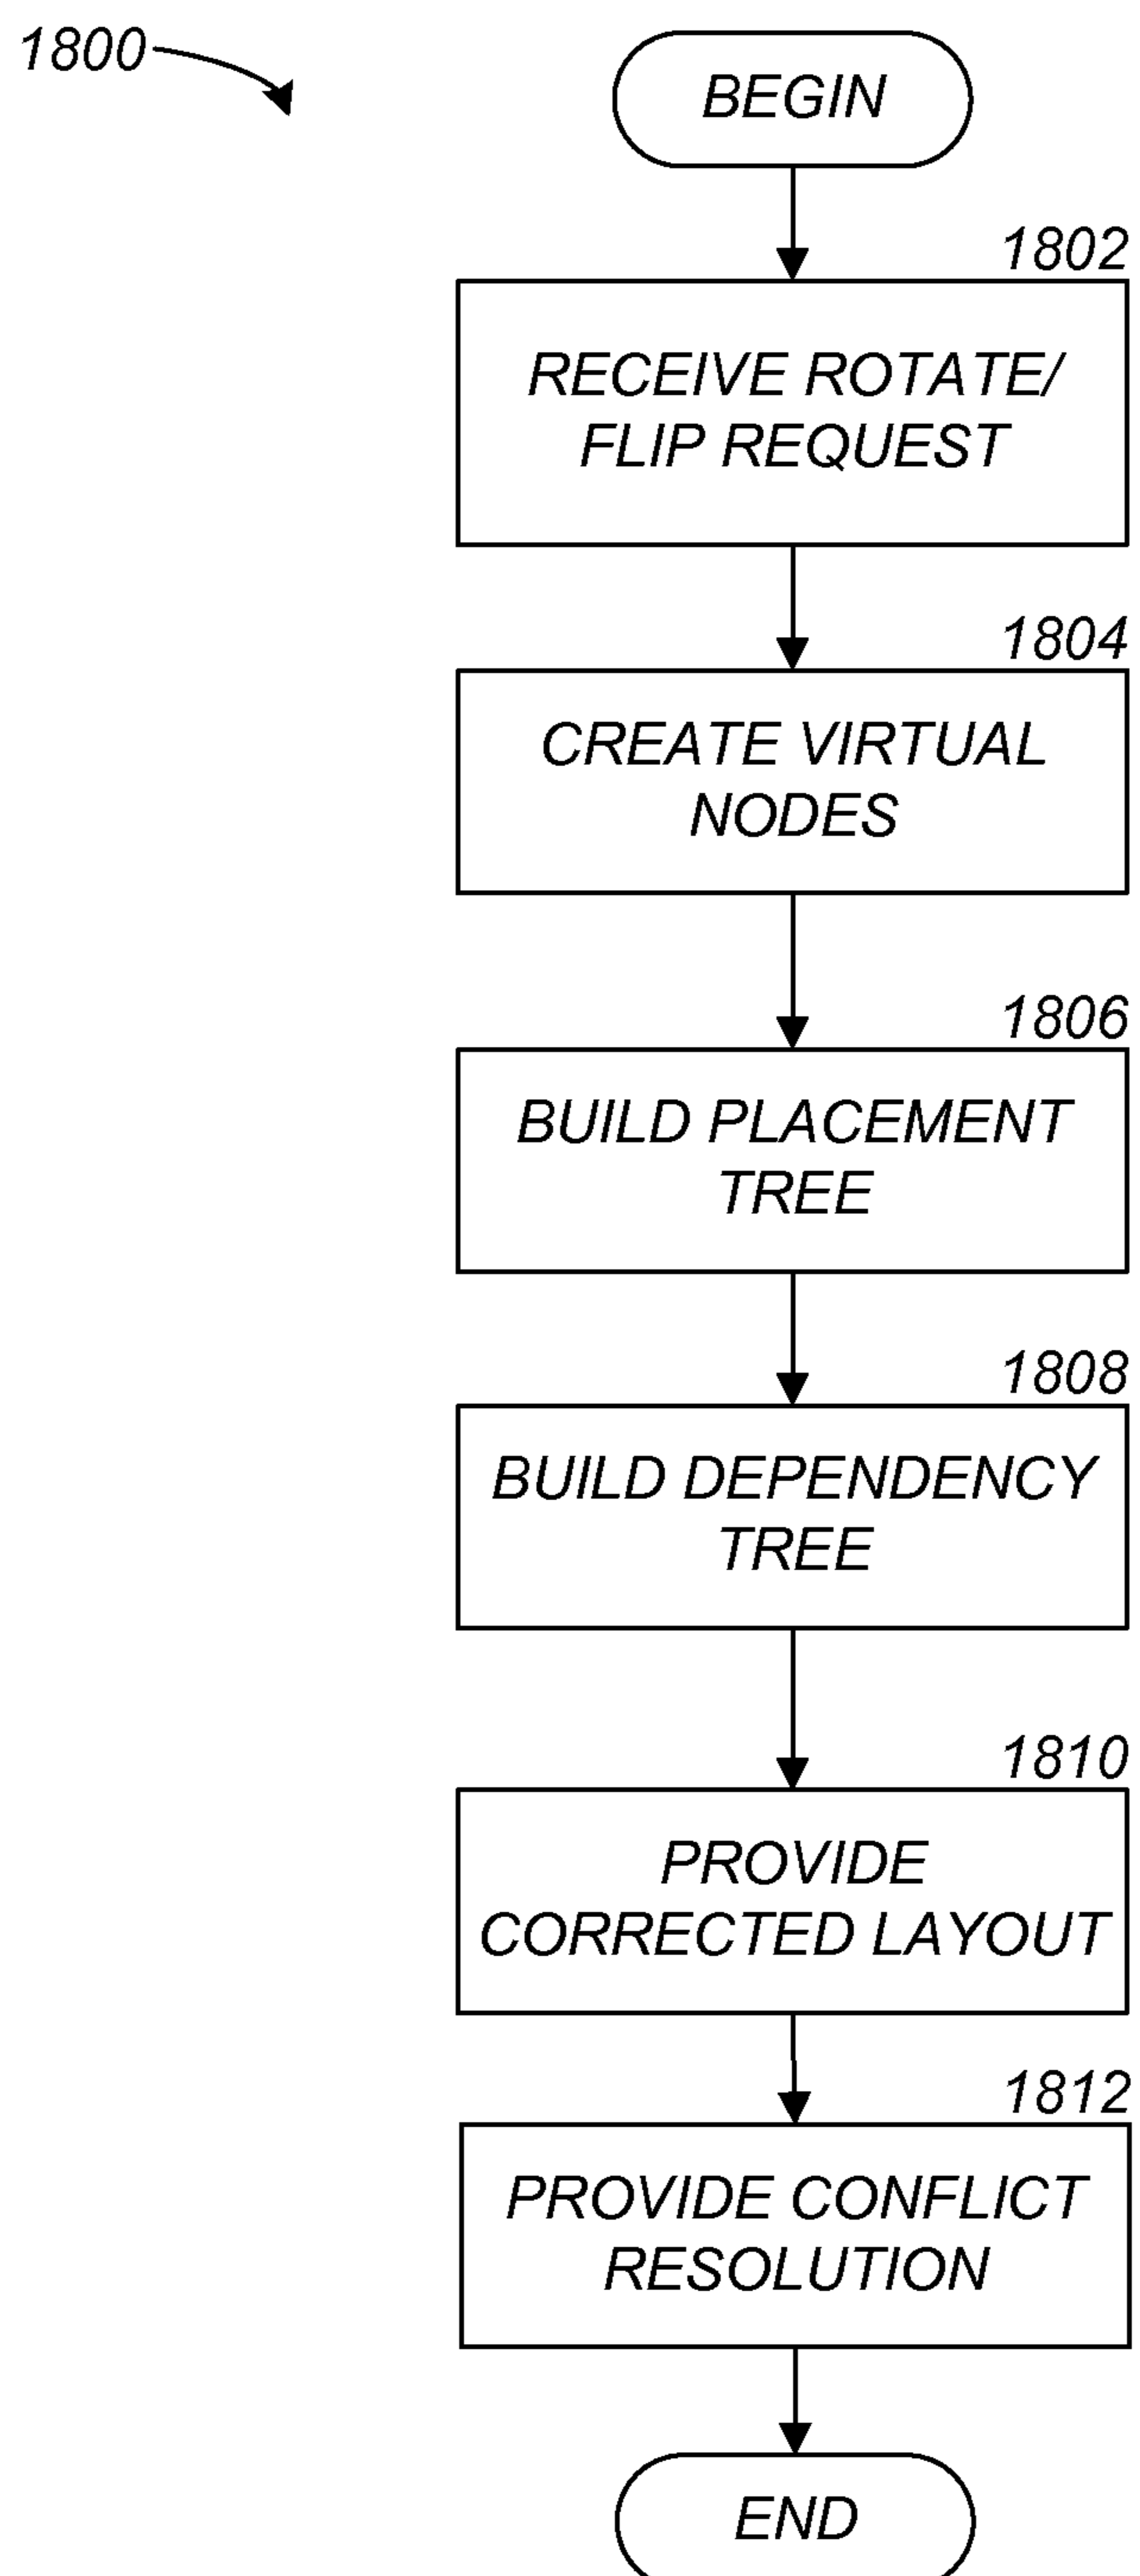 1800
BEGIN
1802
RECEIVE ROTATE/
FLIP REQUEST
1804
CREATE VIRTUAL
NODES
1806
BUILD PLACEMENT
TREE
1808
BUILD DEPENDENCY
TREE
1810
PROVIDE
CORRECTED LAYOUT
1812
PROVIDE CONFLICT
RESOLUTION
END